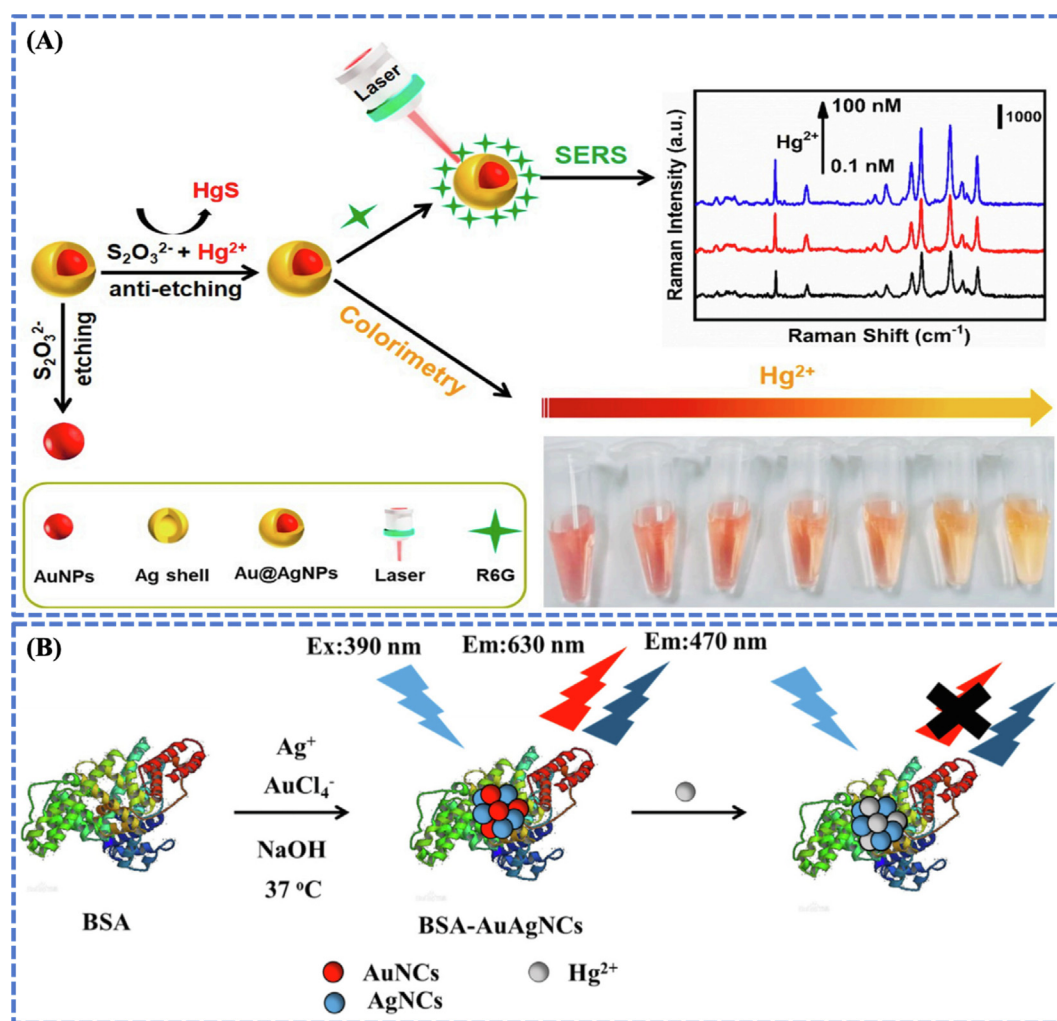 (A)
Laser
100 nM
Hg²⁺
0.1 nM
1000
Raman Intensity (a.u.)
Raman Shift (cm⁻¹)
SERS
HgS
S₂O₃²⁻ + Hg²⁺
anti-etching
S₂O₃²⁻
etching
Colorimetry
Hg²⁺
AuNPs
Ag shell
Au@AgNPs
Laser
R6G
(B)
Ex:390 nm
Em:630 nm
Em:470 nm
Ag⁺
AuCl₄⁻
NaOH
37 °C
BSA
BSA-AuAgNCs
AuNCs
Hg²⁺
AgNCs